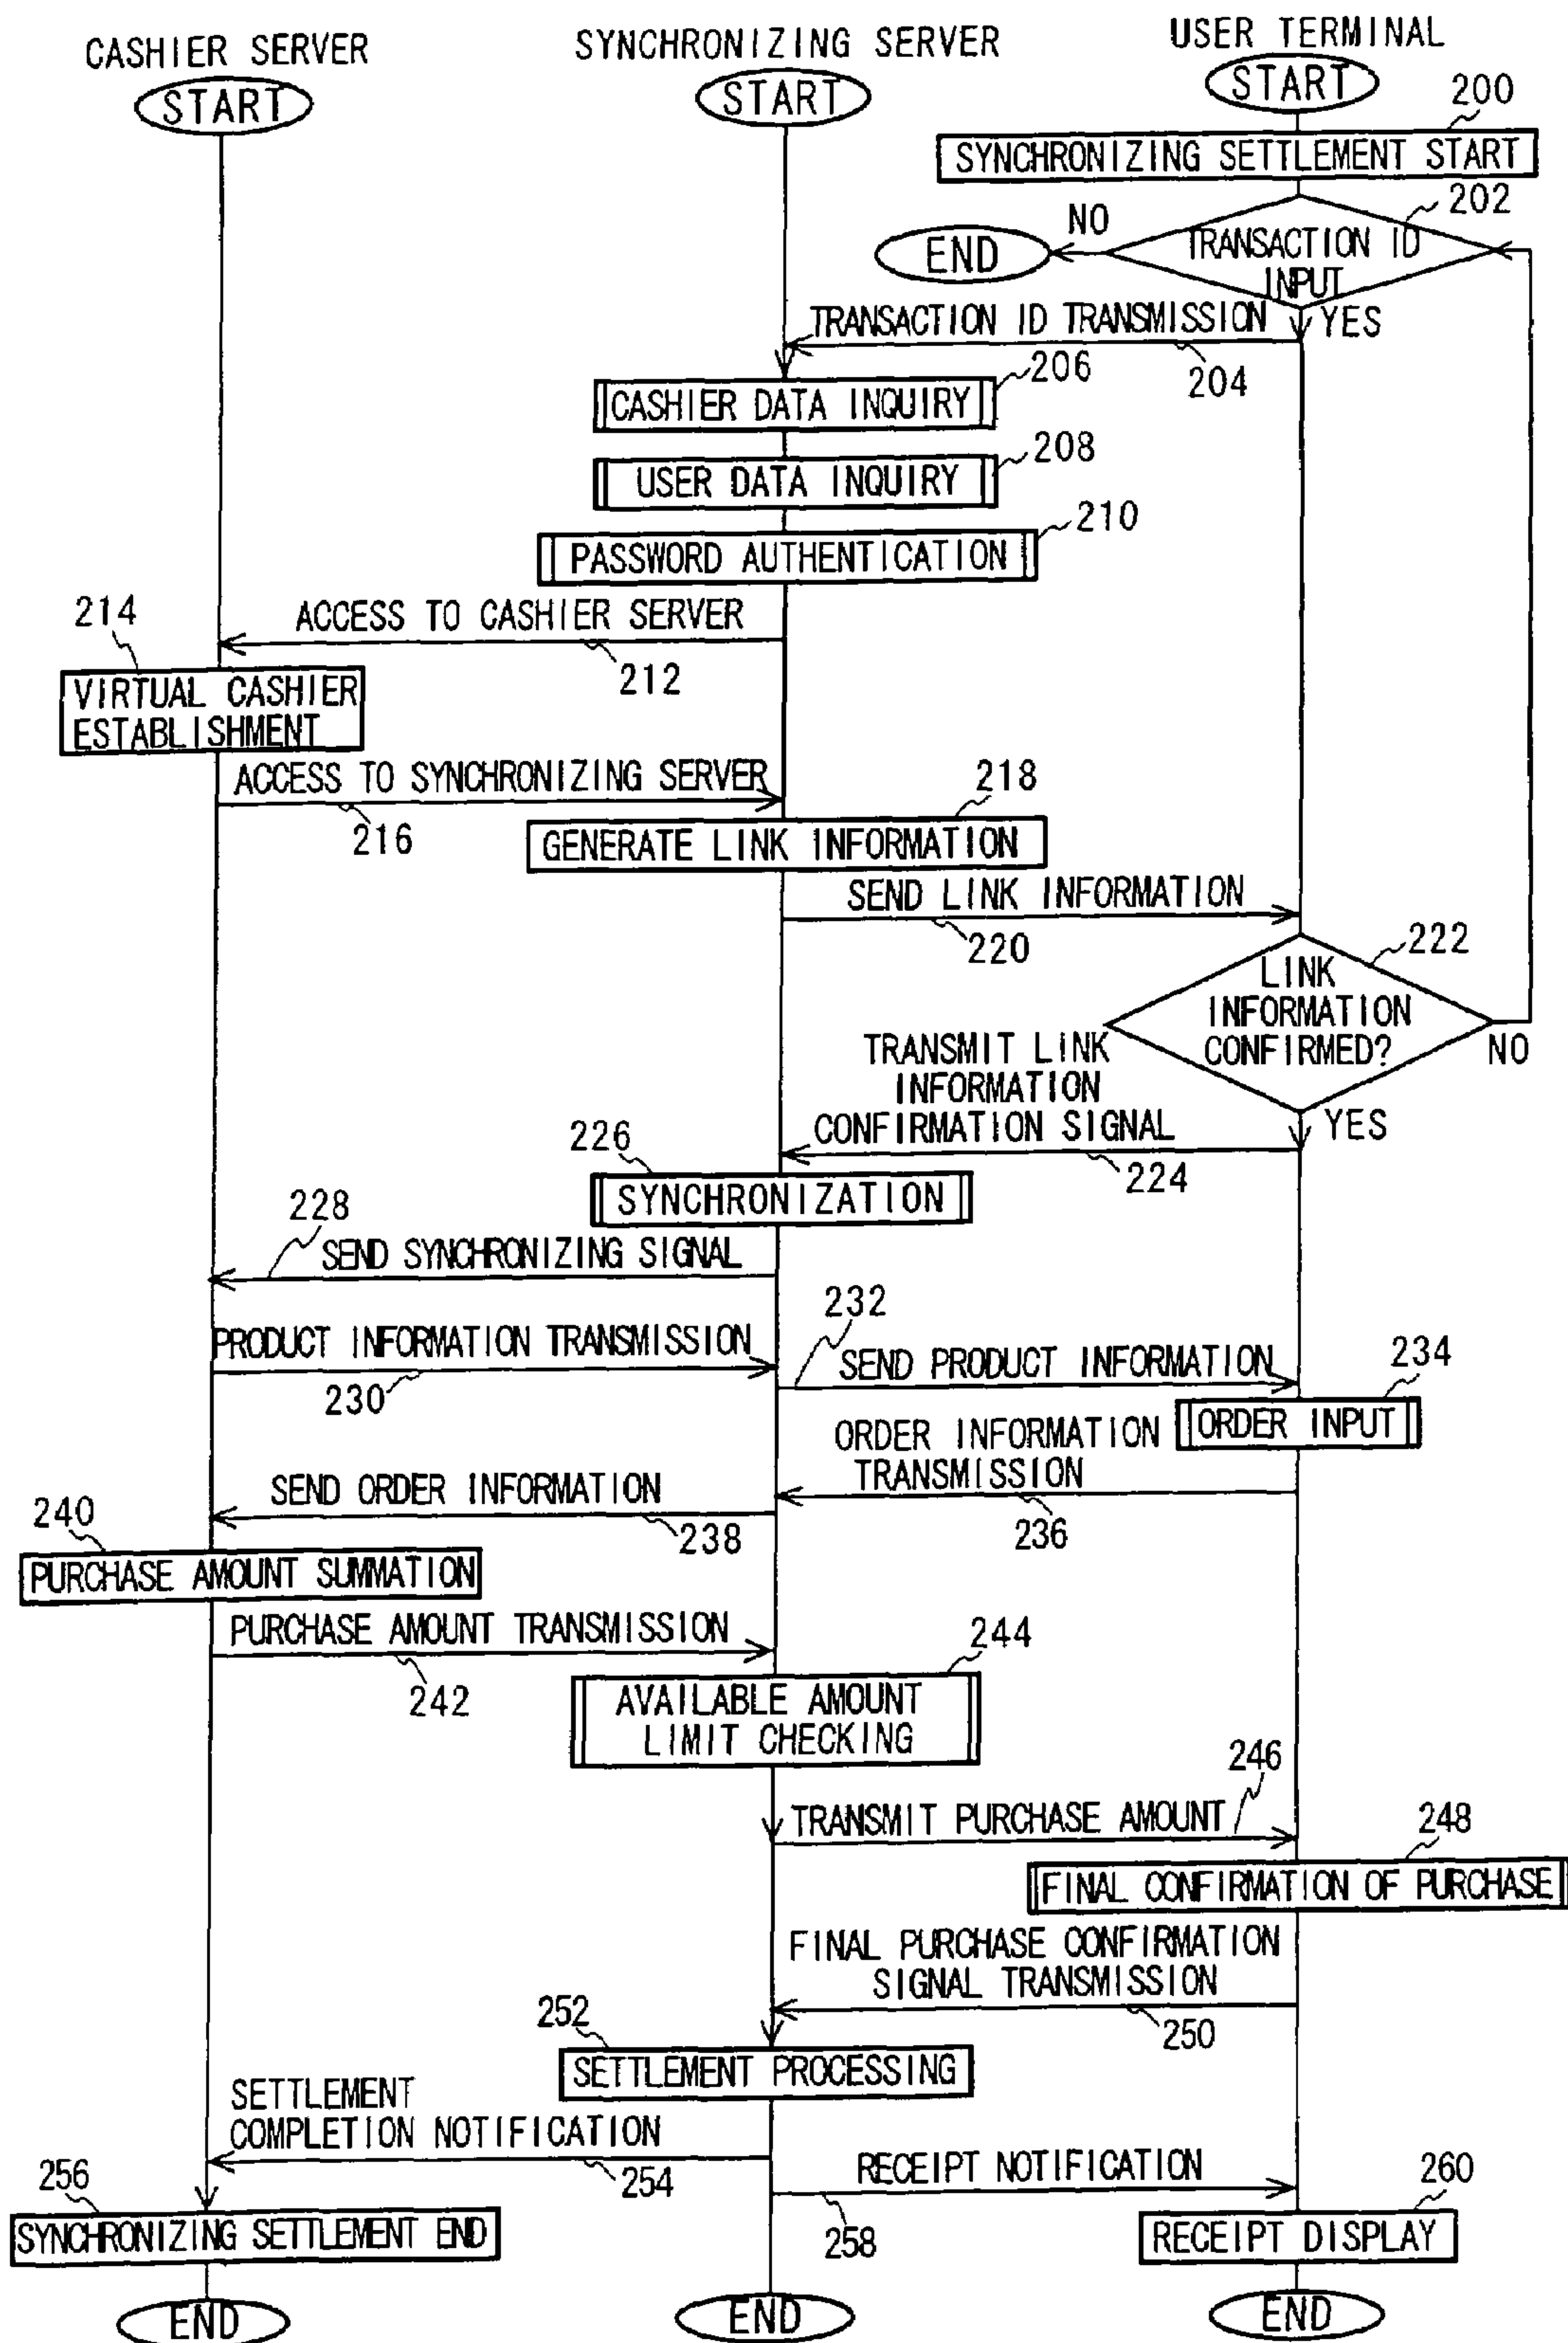 CASHIER SERVER
SYNCHRONIZING SERVER
USER TERMINAL
START
START
START
200
SYNCHRONIZING SETTLEMENT START
202
NO
END
TRANSACTION ID
INPUT
TRANSACTION ID TRANSMISSION
YES
204
206
CASHIER DATA INQUIRY
208
USER DATA INQUIRY
210
PASSWORD AUTHENTICATION
214
ACCESS TO CASHIER SERVER
212
VIRTUAL CASHIER
ESTABLISHMENT
ACCESS TO SYNCHRONIZING SERVER
216
218
GENERATE LINK INFORMATION
SEND LINK INFORMATION
220
222
LINK
INFORMATION
CONFIRMED?
NO
TRANSMIT LINK
INFORMATION
CONFIRMATION SIGNAL
YES
224
226
SYNCHRONIZATION
228
SEND SYNCHRONIZING SIGNAL
PRODUCT INFORMATION TRANSMISSION
230
232
SEND PRODUCT INFORMATION
234
ORDER INPUT
ORDER INFORMATION
TRANSMISSION
236
SEND ORDER INFORMATION
238
240
PURCHASE AMOUNT SUMMATION
PURCHASE AMOUNT TRANSMISSION
242
244
AVAILABLE AMOUNT
LIMIT CHECKING
246
TRANSMIT PURCHASE AMOUNT
248
FINAL CONFIRMATION OF PURCHASE
FINAL PURCHASE CONFIRMATION
SIGNAL TRANSMISSION
250
252
SETTLEMENT PROCESSING
SETTLEMENT
COMPLETION NOTIFICATION
254
RECEIPT NOTIFICATION
258
256
SYNCHRONIZING SETTLEMENT END
260
RECEIPT DISPLAY
END
END
END